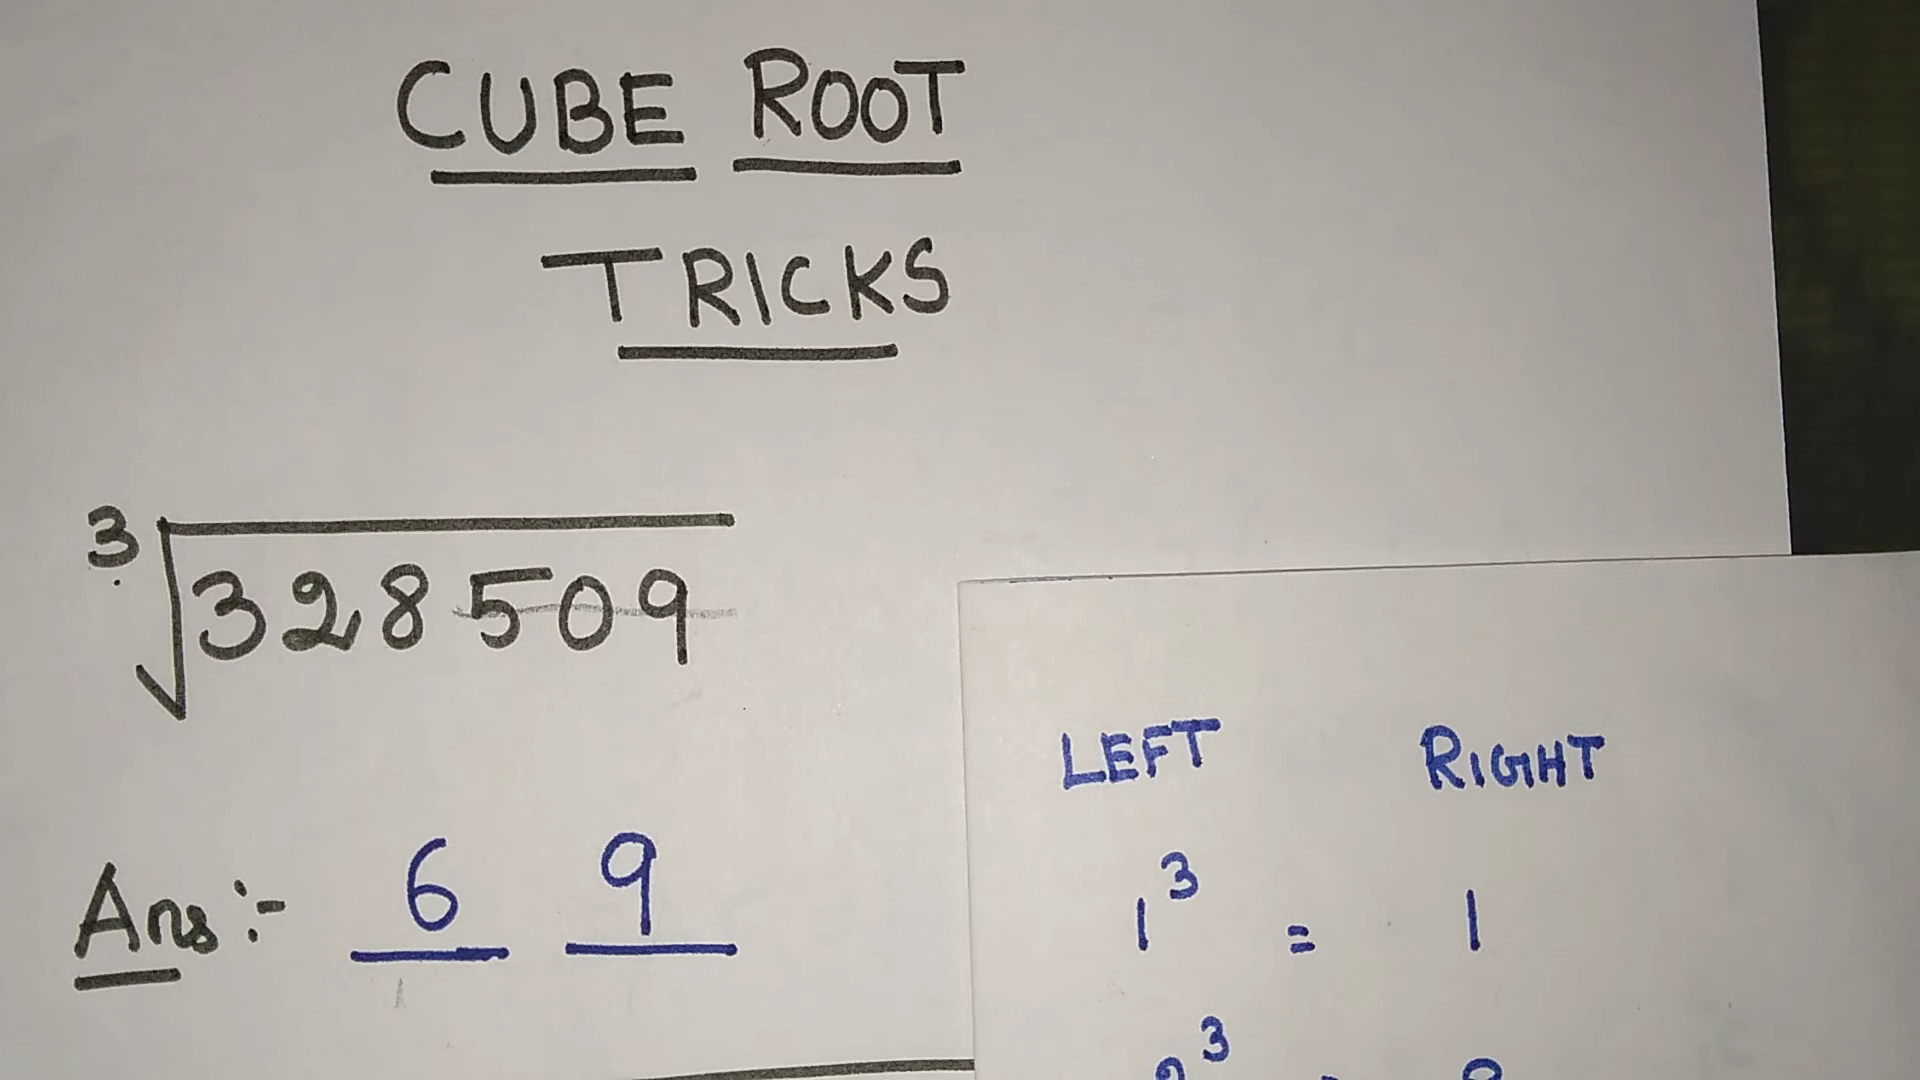 CUBE ROOT
TRICKS
3√328509
Ans:- 6 9
LEFT RIGHT
1³ = 1